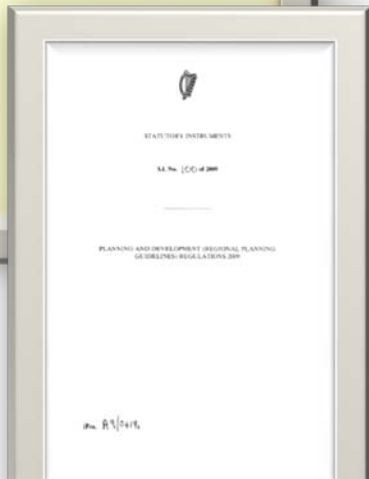 STATUTORY INSTRUMENTS
S.I. No. 100 of 2009
PLANNING AND DEVELOPMENT (REGIONAL PLANNING
GUIDELINES) REGULATIONS 2009